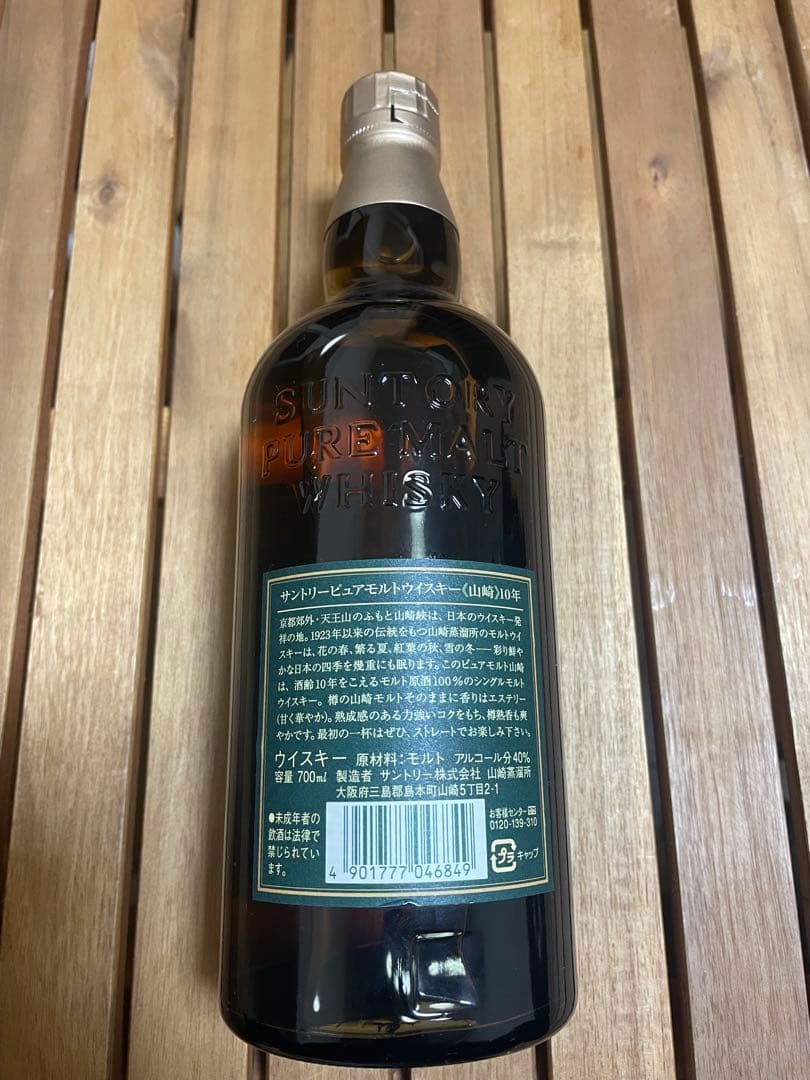 SUNTORY
PURE MALT
WHISKY
サントリーピュアモルトウイスキー《山崎》10年
京都郊外・天王山のふもと山崎峡は、日本のウイスキー発
祥の地。1923年以来の伝統をもつ山崎蒸溜所のモルトウイ
スキーは、花の春、繁る夏、紅葉の秋、雪の冬──彩り鮮や
かな日本の四季を幾重にも眠ります。このピュアモルト山崎
は、酒齢10年をこえるモルト原酒100%のシングルモルト
ウイスキー。樽の山崎モルトそのままに香りはエステリー
(甘く華やか)。熟成感のある力強いコクをもち、樽熟香も爽
やかです。最初の一杯はぜひ、ストレートでお楽しみ下さい。
ウイスキー 原材料:モルト アルコール分40%
容量 700ml 製造者 サントリー株式会社 山崎蒸溜所
大阪府三島郡島本町山崎5丁目2-1
●未成年者の
飲酒は法律で
禁じられてい
ます。
4 901777 046849
お客様センター
0120-139-310
プラ キャップ